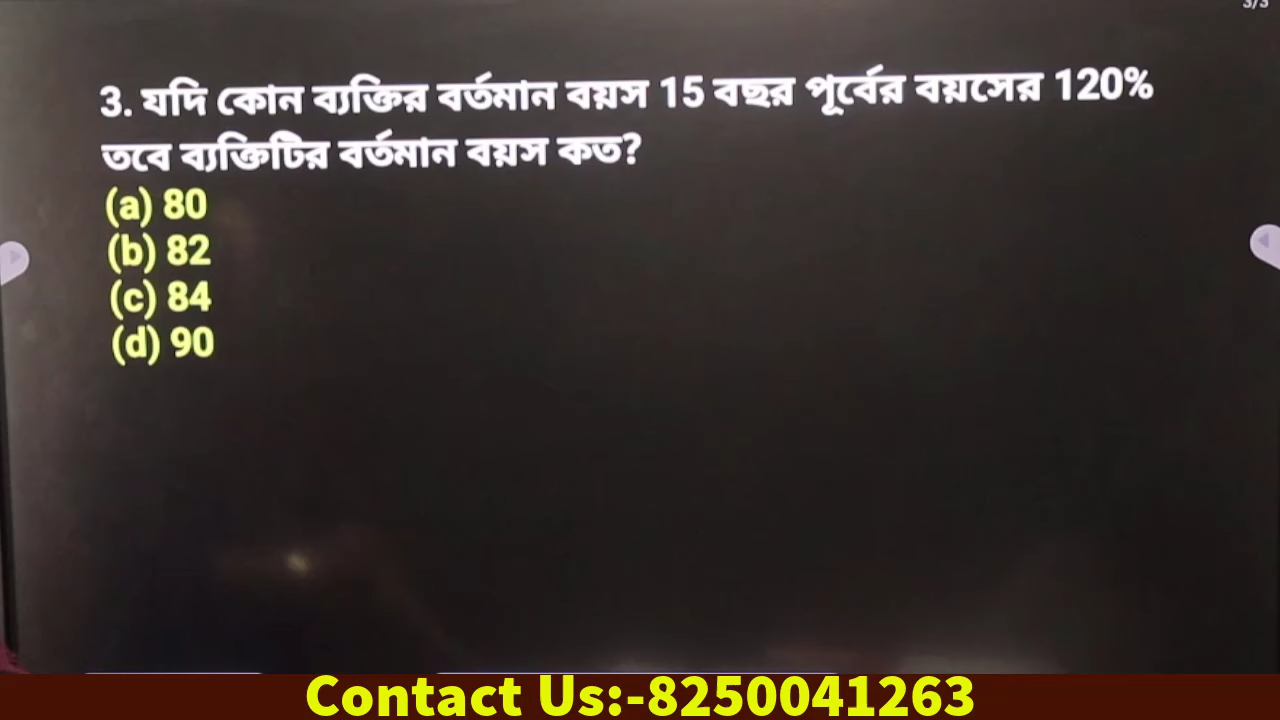 3/3
3. যদি কোন ব্যক্তির বর্তমান বয়স 15 বছর পূর্বের বয়সের 120%
তবে ব্যক্তিটির বর্তমান বয়স কত?
(a) 80
(b) 82
(c) 84
(d) 90
Contact Us:-8250041263